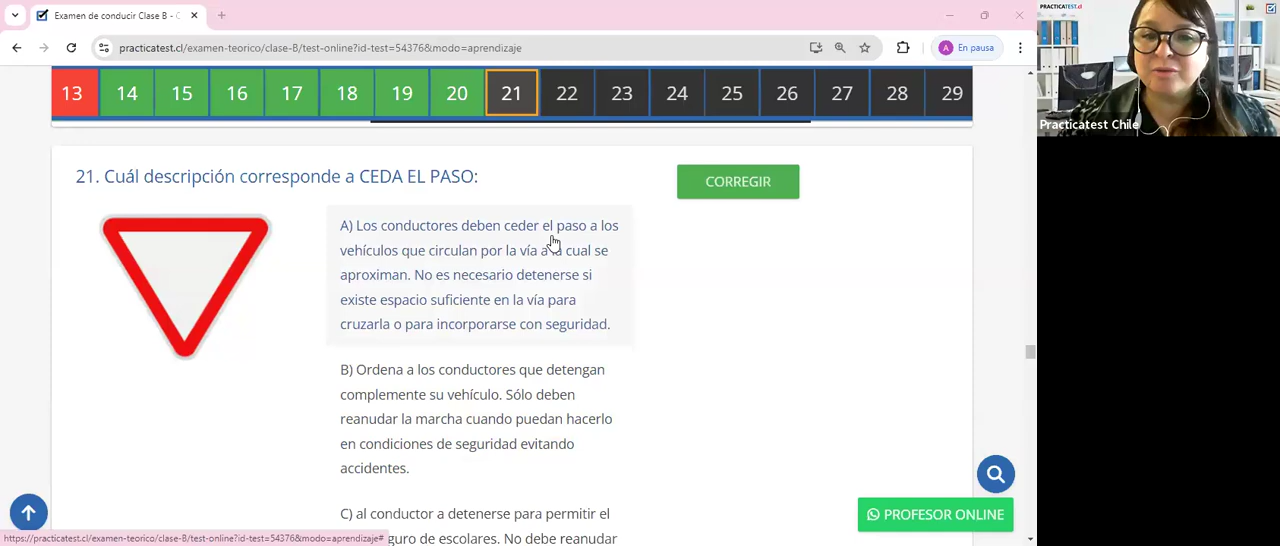 Examen de conducir Clase B - C
practicatest.cl/examen-teorico/clase-B/test-online?id-test=54376&modo=aprendizaje
A En pausa
PRACTICATEST.cl
Practicatest Chile
13 14 15 16 17 18 19 20 21 22 23 24 25 26 27 28 29
21. Cuál descripción corresponde a CEDA EL PASO:
CORREGIR
A) Los conductores deben ceder el paso a los
vehículos que circulan por la vía a la cual se
aproximan. No es necesario detenerse si
existe espacio suficiente en la vía para
cruzarla o para incorporarse con seguridad.
B) Ordena a los conductores que detengan
complemente su vehículo. Sólo deben
reanudar la marcha cuando puedan hacerlo
en condiciones de seguridad evitando
accidentes.
C) al conductor a detenerse para permitir el
guro de escolares. No debe reanudar
PROFESOR ONLINE
https://practicatest.cl/examen-teorico/clase-B/test-online?id-test=54376&modo=aprendizaje#